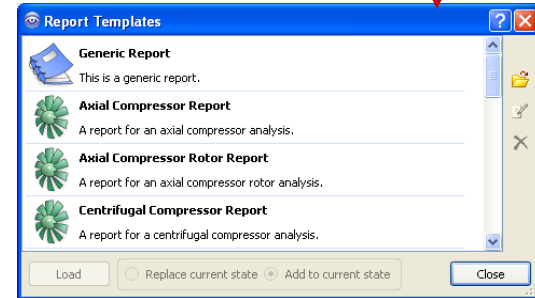 Report Templates
Generic Report
This is a generic report.
Axial Compressor Report
A report for an axial compressor analysis.
Axial Compressor Rotor Report
A report for an axial compressor rotor analysis.
Centrifugal Compressor Report
A report for a centrifugal compressor analysis.
Load Replace current state Add to current state Close